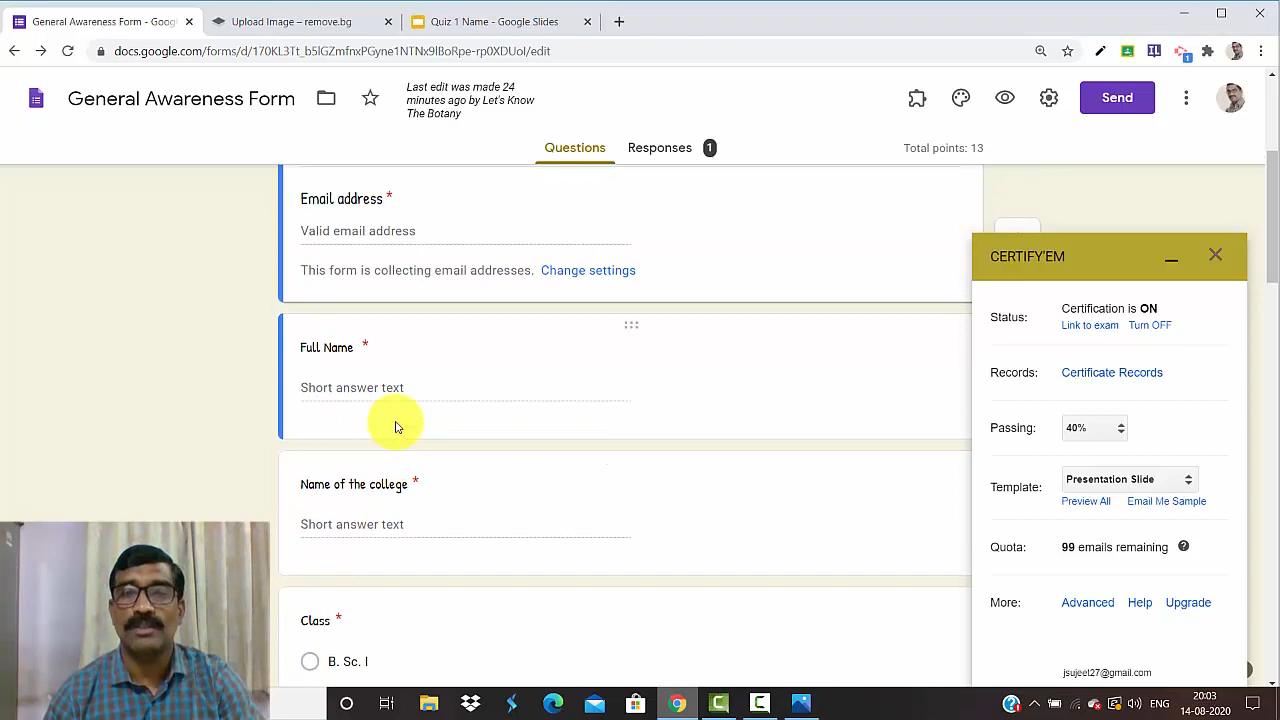 General Awareness Form - Goog
Upload Image – remove.bg
Quiz 1 Name - Google Slides
docs.google.com/forms/d/170KL3Tt_b5lGZmfnxPGyne1NTNx9lBoRpe-rp0XDUoI/edit
1
General Awareness Form
Last edit was made 24
minutes ago by Let's Know
The Botany
Send
Questions
Responses 1
Total points: 13
Email address *
Valid email address
This form is collecting email addresses. Change settings
Full Name *
Short answer text
Name of the college *
Short answer text
Class *
B. Sc. I
CERTIFY'EM
Status:
Certification is ON
Link to exam Turn OFF
Records:
Certificate Records
Passing:
40%
Template:
Presentation Slide
Preview All Email Me Sample
Quota:
99 emails remaining
More:
Advanced Help Upgrade
jsujeet27@gmail.com
ENG
20:03
14-08-2020